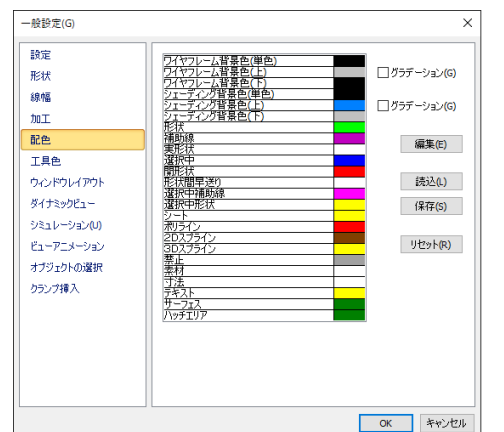 一般設定(G)
設定
形状
線幅
加工
配色
工具色
ウィンドウレイアウト
ダイナミックビュー
シミュレーション(U)
ビューアニメーション
オブジェクトの選択
クランプ挿入
ワイヤフレーム背景色(単色)
ワイヤフレーム背景色(上)
ワイヤフレーム背景色(下)
シェーディング背景色(単色)
シェーディング背景色(上)
シェーディング背景色(下)
形状
補助線
実形状
選択中
開形状
形状間早送り
選択中補助線
選択中形状
シート
ポリライン
2Dスプライン
3Dスプライン
禁止
素材
寸法
テキスト
サーフェス
ハッチエリア
グラデーション(G)
グラデーション(G)
編集(E)
読込(L)
保存(S)
リセット(R)
OK
キャンセル